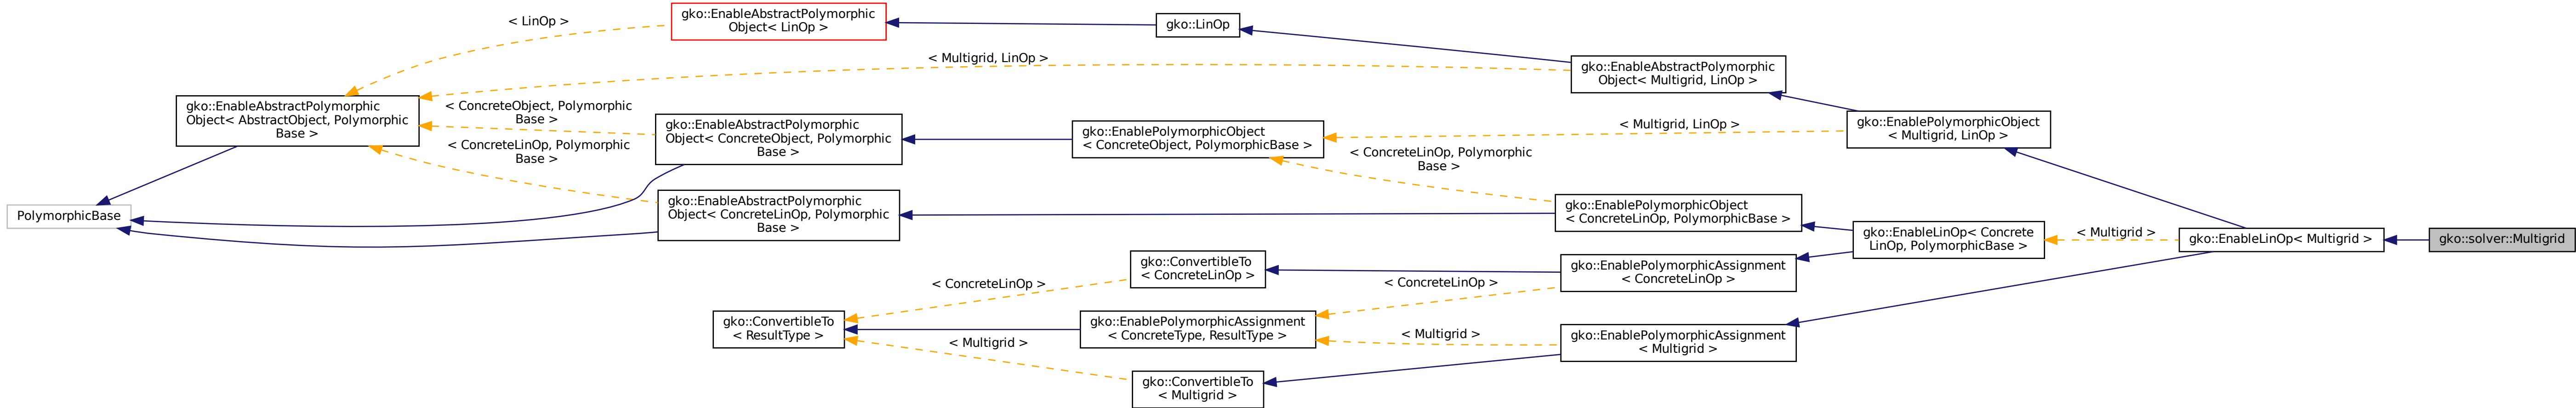 gko::EnableAbstractPolymorphic
Object< LinOp >
< LinOp >
gko::LinOp
< Multigrid, LinOp >
gko::EnableAbstractPolymorphic
Object< Multigrid, LinOp >
gko::EnableAbstractPolymorphic
Object< AbstractObject, Polymorphic
Base >
< ConcreteObject, Polymorphic
Base >
gko::EnableAbstractPolymorphic
Object< ConcreteObject, Polymorphic
Base >
gko::EnablePolymorphicObject
< ConcreteObject, PolymorphicBase >
< Multigrid, LinOp >
gko::EnablePolymorphicObject
< Multigrid, LinOp >
< ConcreteLinOp, Polymorphic
Base >
< ConcreteLinOp, Polymorphic
Base >
PolymorphicBase
gko::EnableAbstractPolymorphic
Object< ConcreteLinOp, Polymorphic
Base >
gko::EnablePolymorphicObject
< ConcreteLinOp, PolymorphicBase >
gko::EnableLinOp< Concrete
LinOp, PolymorphicBase >
< Multigrid >
gko::EnableLinOp< Multigrid >
gko::solver::Multigrid
gko::ConvertibleTo
< ConcreteLinOp >
gko::EnablePolymorphicAssignment
< ConcreteLinOp >
< ConcreteLinOp >
< ConcreteLinOp >
gko::ConvertibleTo
< ResultType >
gko::EnablePolymorphicAssignment
< ConcreteType, ResultType >
< Multigrid >
gko::EnablePolymorphicAssignment
< Multigrid >
< Multigrid >
gko::ConvertibleTo
< Multigrid >